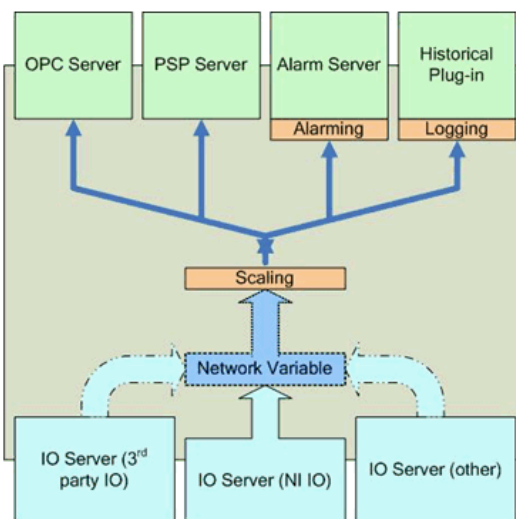 OPC Server
PSP Server
Alarm Server
Historical
Plug-in
Alarming
Logging
Scaling
Network Variable
IO Server (3rd
party IO)
IO Server (NI IO)
IO Server (other)